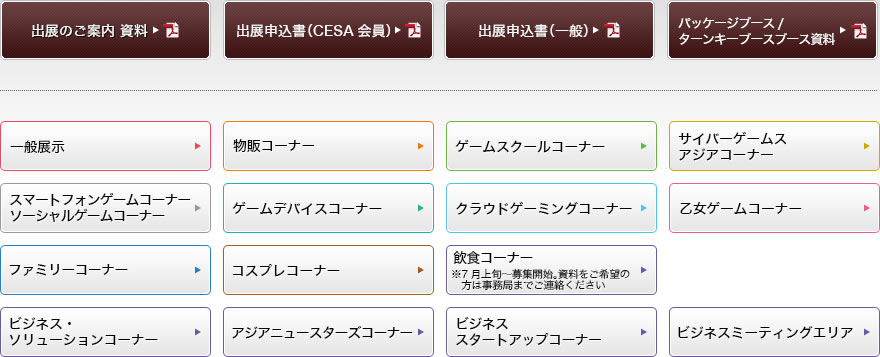 出展のご案内 資料
出展申込書（CESA 会員）
出展申込書（一般）
パッケージブース /
ターンキーブースブース資料
一般展示
物販コーナー
ゲームスクールコーナー
サイバーゲームス
アジアコーナー
スマートフォンゲームコーナー
ソーシャルゲームコーナー
ゲームデバイスコーナー
クラウドゲーミングコーナー
乙女ゲームコーナー
ファミリーコーナー
コスプレコーナー
飲食コーナー
※7 月上旬〜募集開始。資料をご希望の
方は事務局までご連絡ください
ビジネス・
ソリューションコーナー
アジアニュースターズコーナー
ビジネス
スタートアップコーナー
ビジネスミーティングエリア